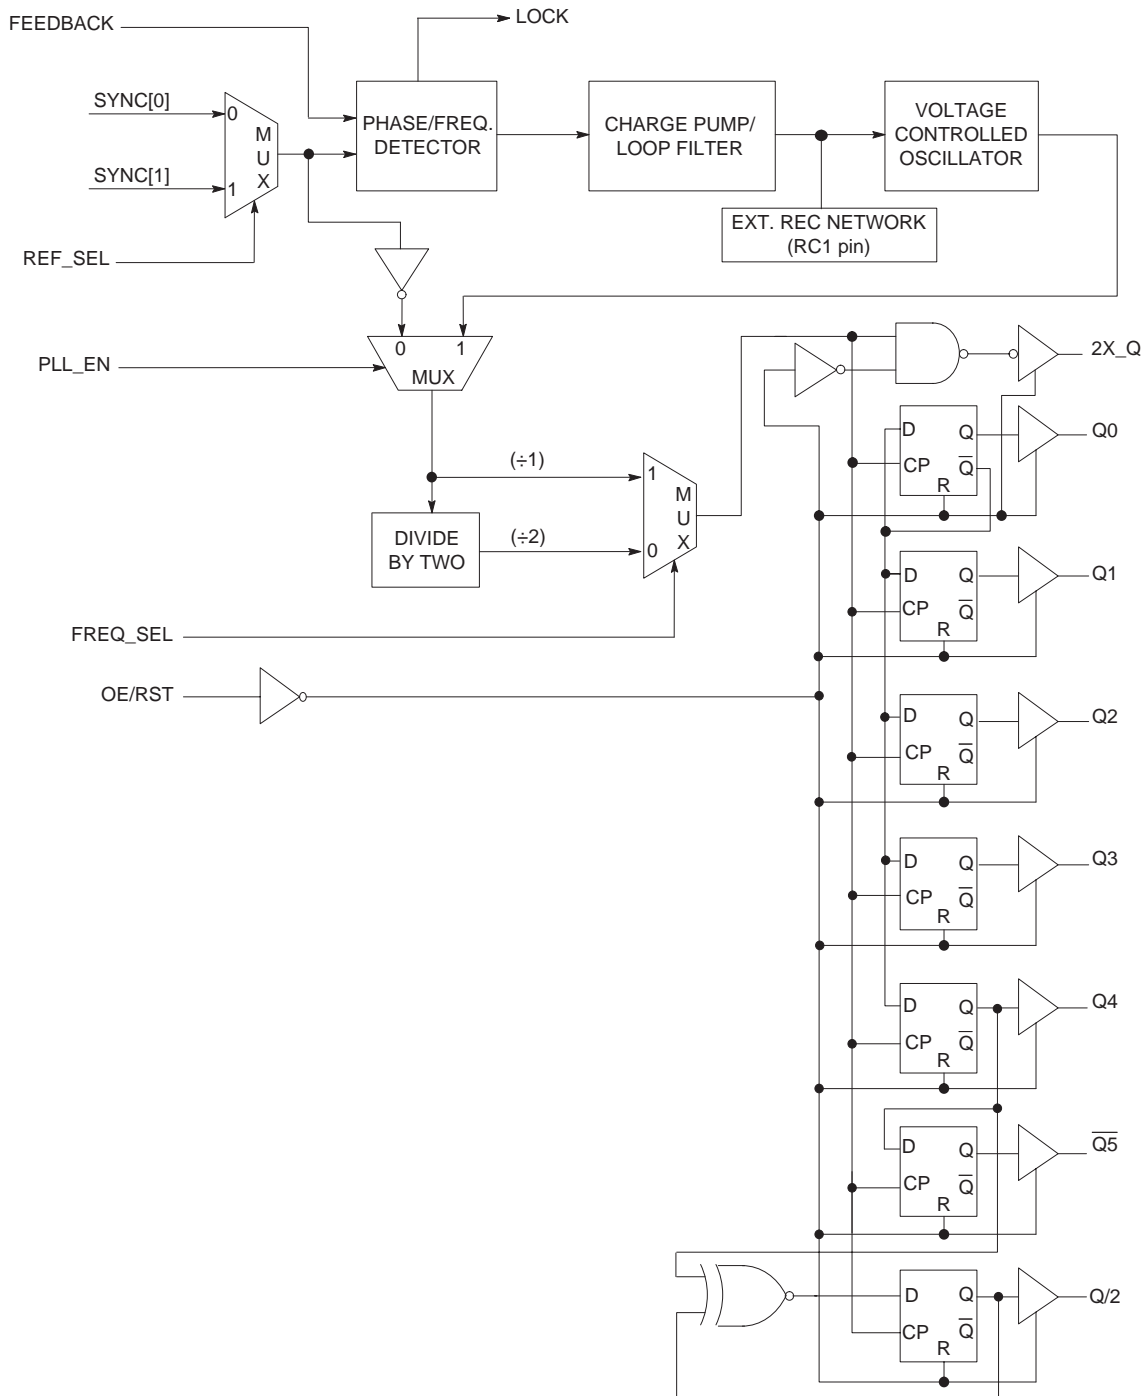 FEEDBACK
LOCK
SYNC[0]
0
M
U
X
SYNC[1]
1
PHASE/FREQ.
DETECTOR
CHARGE PUMP/
LOOP FILTER
VOLTAGE
CONTROLLED
OSCILLATOR
EXT. REC NETWORK
(RC1 pin)
REF_SEL
0 1
MUX
PLL_EN
2X_Q
(÷1)
1
M
U
X
0
DIVIDE
BY TWO
(÷2)
FREQ_SEL
OE/RST
D Q
CP Q̅
R
Q0
D Q
CP Q̅
R
Q1
D Q
CP Q̅
R
Q2
D Q
CP Q̅
R
Q3
D Q
CP Q̅
R
Q4
D Q
CP Q̅
R
Q̅5̅
D Q
CP Q̅
R
Q/2